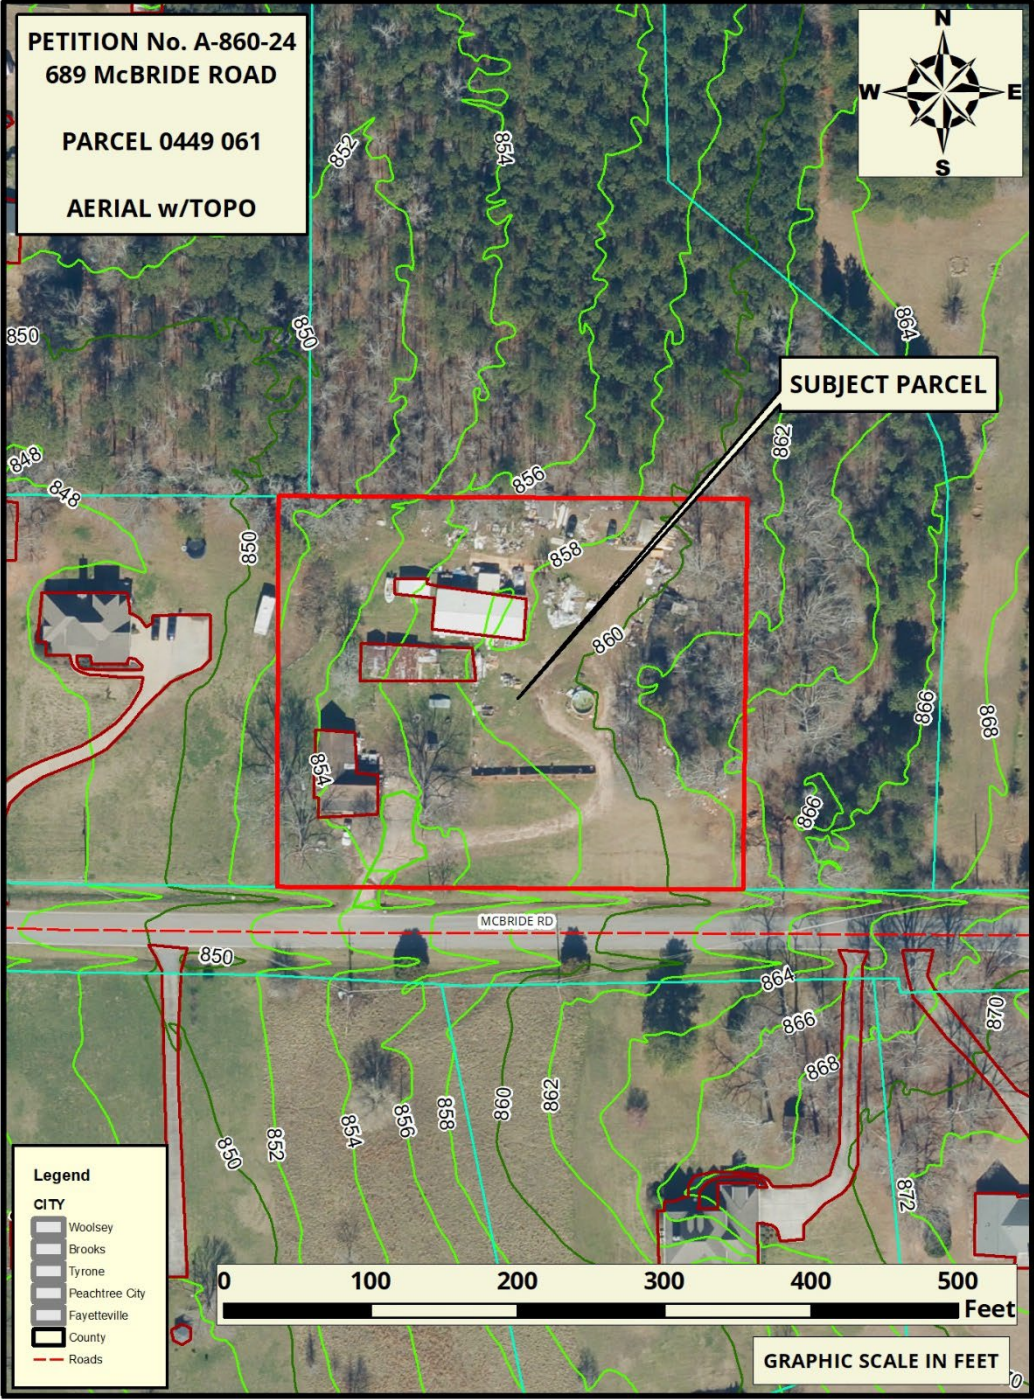 PETITION No. A-860-24
689 McBRIDE ROAD
PARCEL 0449 061
AERIAL w/TOPO
N
W
E
S
852
854
850
850
864
SUBJECT PARCEL
862
848
848
856
850
858
860
866
868
854
866
MCBRIDE RD
850
864
866
870
868
862
860
858
856
854
852
850
872
Legend
CITY
Woolsey
Brooks
Tyrone
Peachtree City
Fayetteville
County
Roads
0 100 200 300 400 500
Feet
GRAPHIC SCALE IN FEET